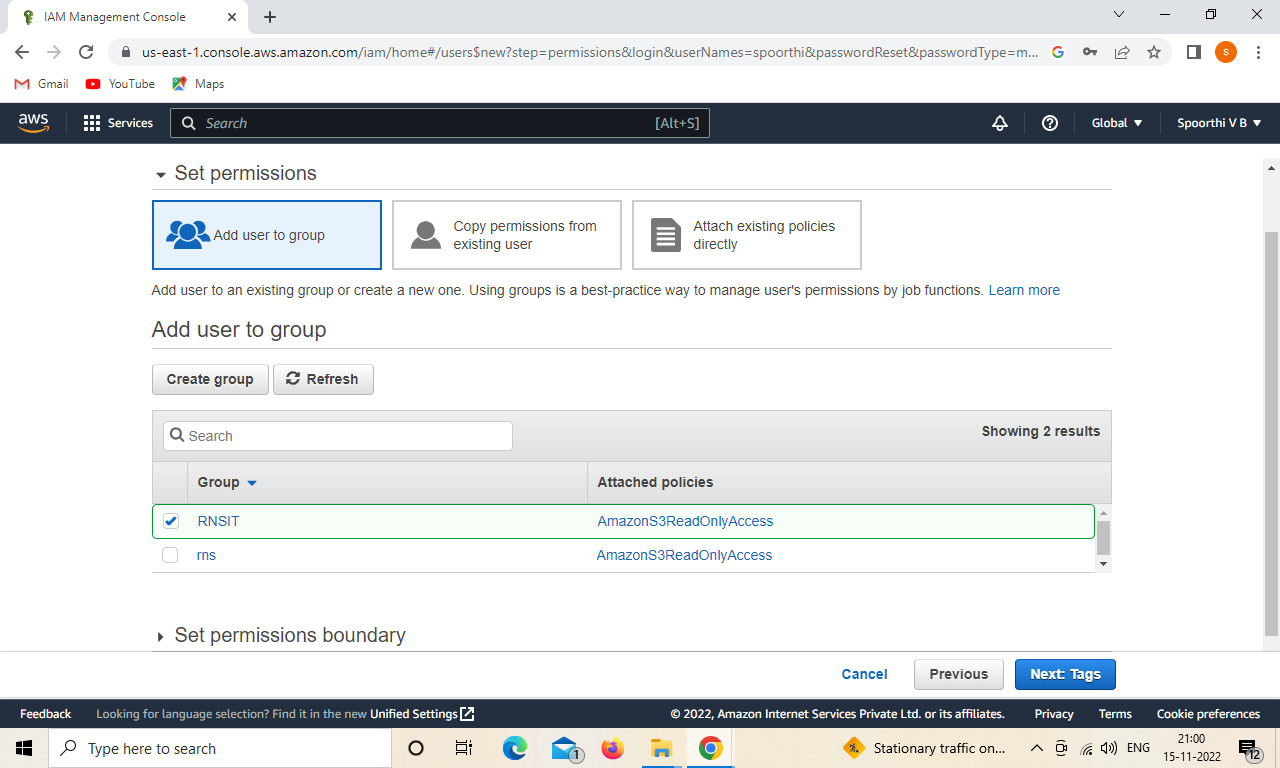 IAM Management Console
us-east-1.console.aws.amazon.com/iam/home#/users$new?step=permissions&login&userNames=spoorthi&passwordReset&passwordType=m...
S
Gmail YouTube Maps
aws Services Search [Alt+S] Global Spoorthi V B
Set permissions
Add user to group
Copy permissions from
existing user
Attach existing policies
directly
Add user to an existing group or create a new one. Using groups is a best-practice way to manage user's permissions by job functions. Learn more
Add user to group
Create group Refresh
Search Showing 2 results
Group Attached policies
RNSIT AmazonS3ReadOnlyAccess
rns AmazonS3ReadOnlyAccess
Set permissions boundary
Cancel Previous Next: Tags
Feedback Looking for language selection? Find it in the new Unified Settings © 2022, Amazon Internet Services Private Ltd. or its affiliates. Privacy Terms Cookie preferences
Type here to search 1 Stationary traffic on... ENG 21:00
15-11-2022 12